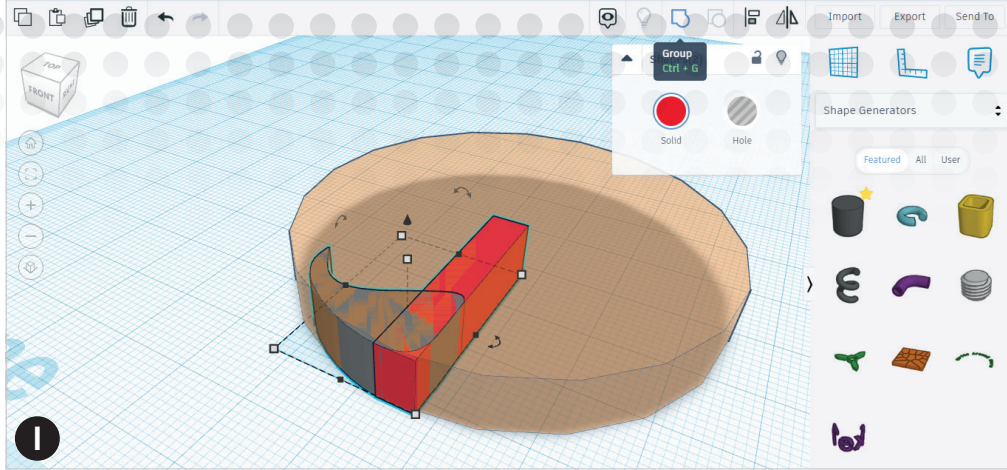 Import
Export
Send To
Group
Ctrl + G
S
TOP
FRONT
Solid
Hole
Shape Generators
Featured
All
User
I